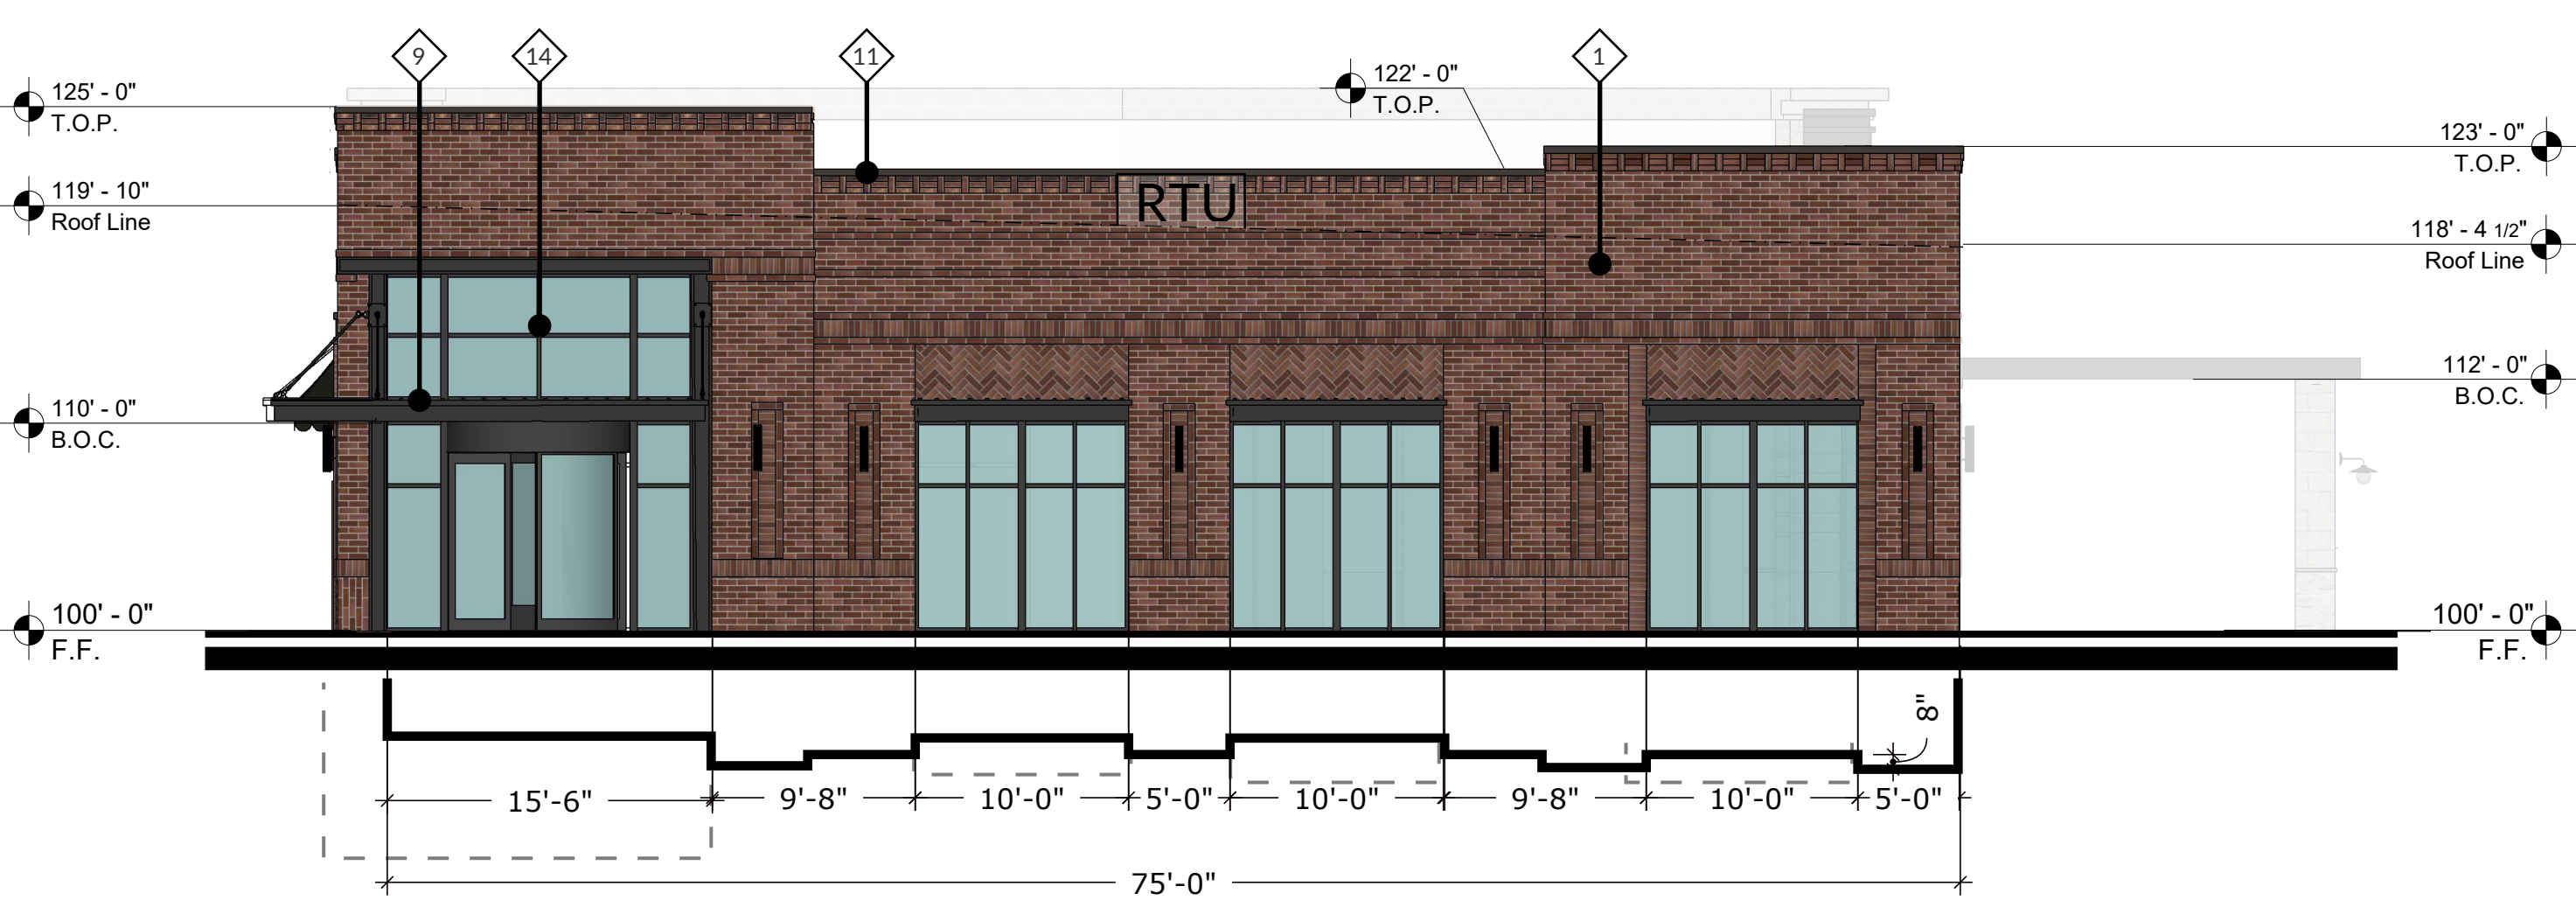 9
14
11
1
125' - 0"
T.O.P.
122' - 0"
T.O.P.
123' - 0"
T.O.P.
119' - 10"
Roof Line
RTU
118' - 4 1/2"
Roof Line
112' - 0"
B.O.C.
110' - 0"
B.O.C.
100' - 0"
F.F.
100' - 0"
F.F.
8"
15'-6"
9'-8"
10'-0"
5'-0"
10'-0"
9'-8"
10'-0"
5'-0"
75'-0"